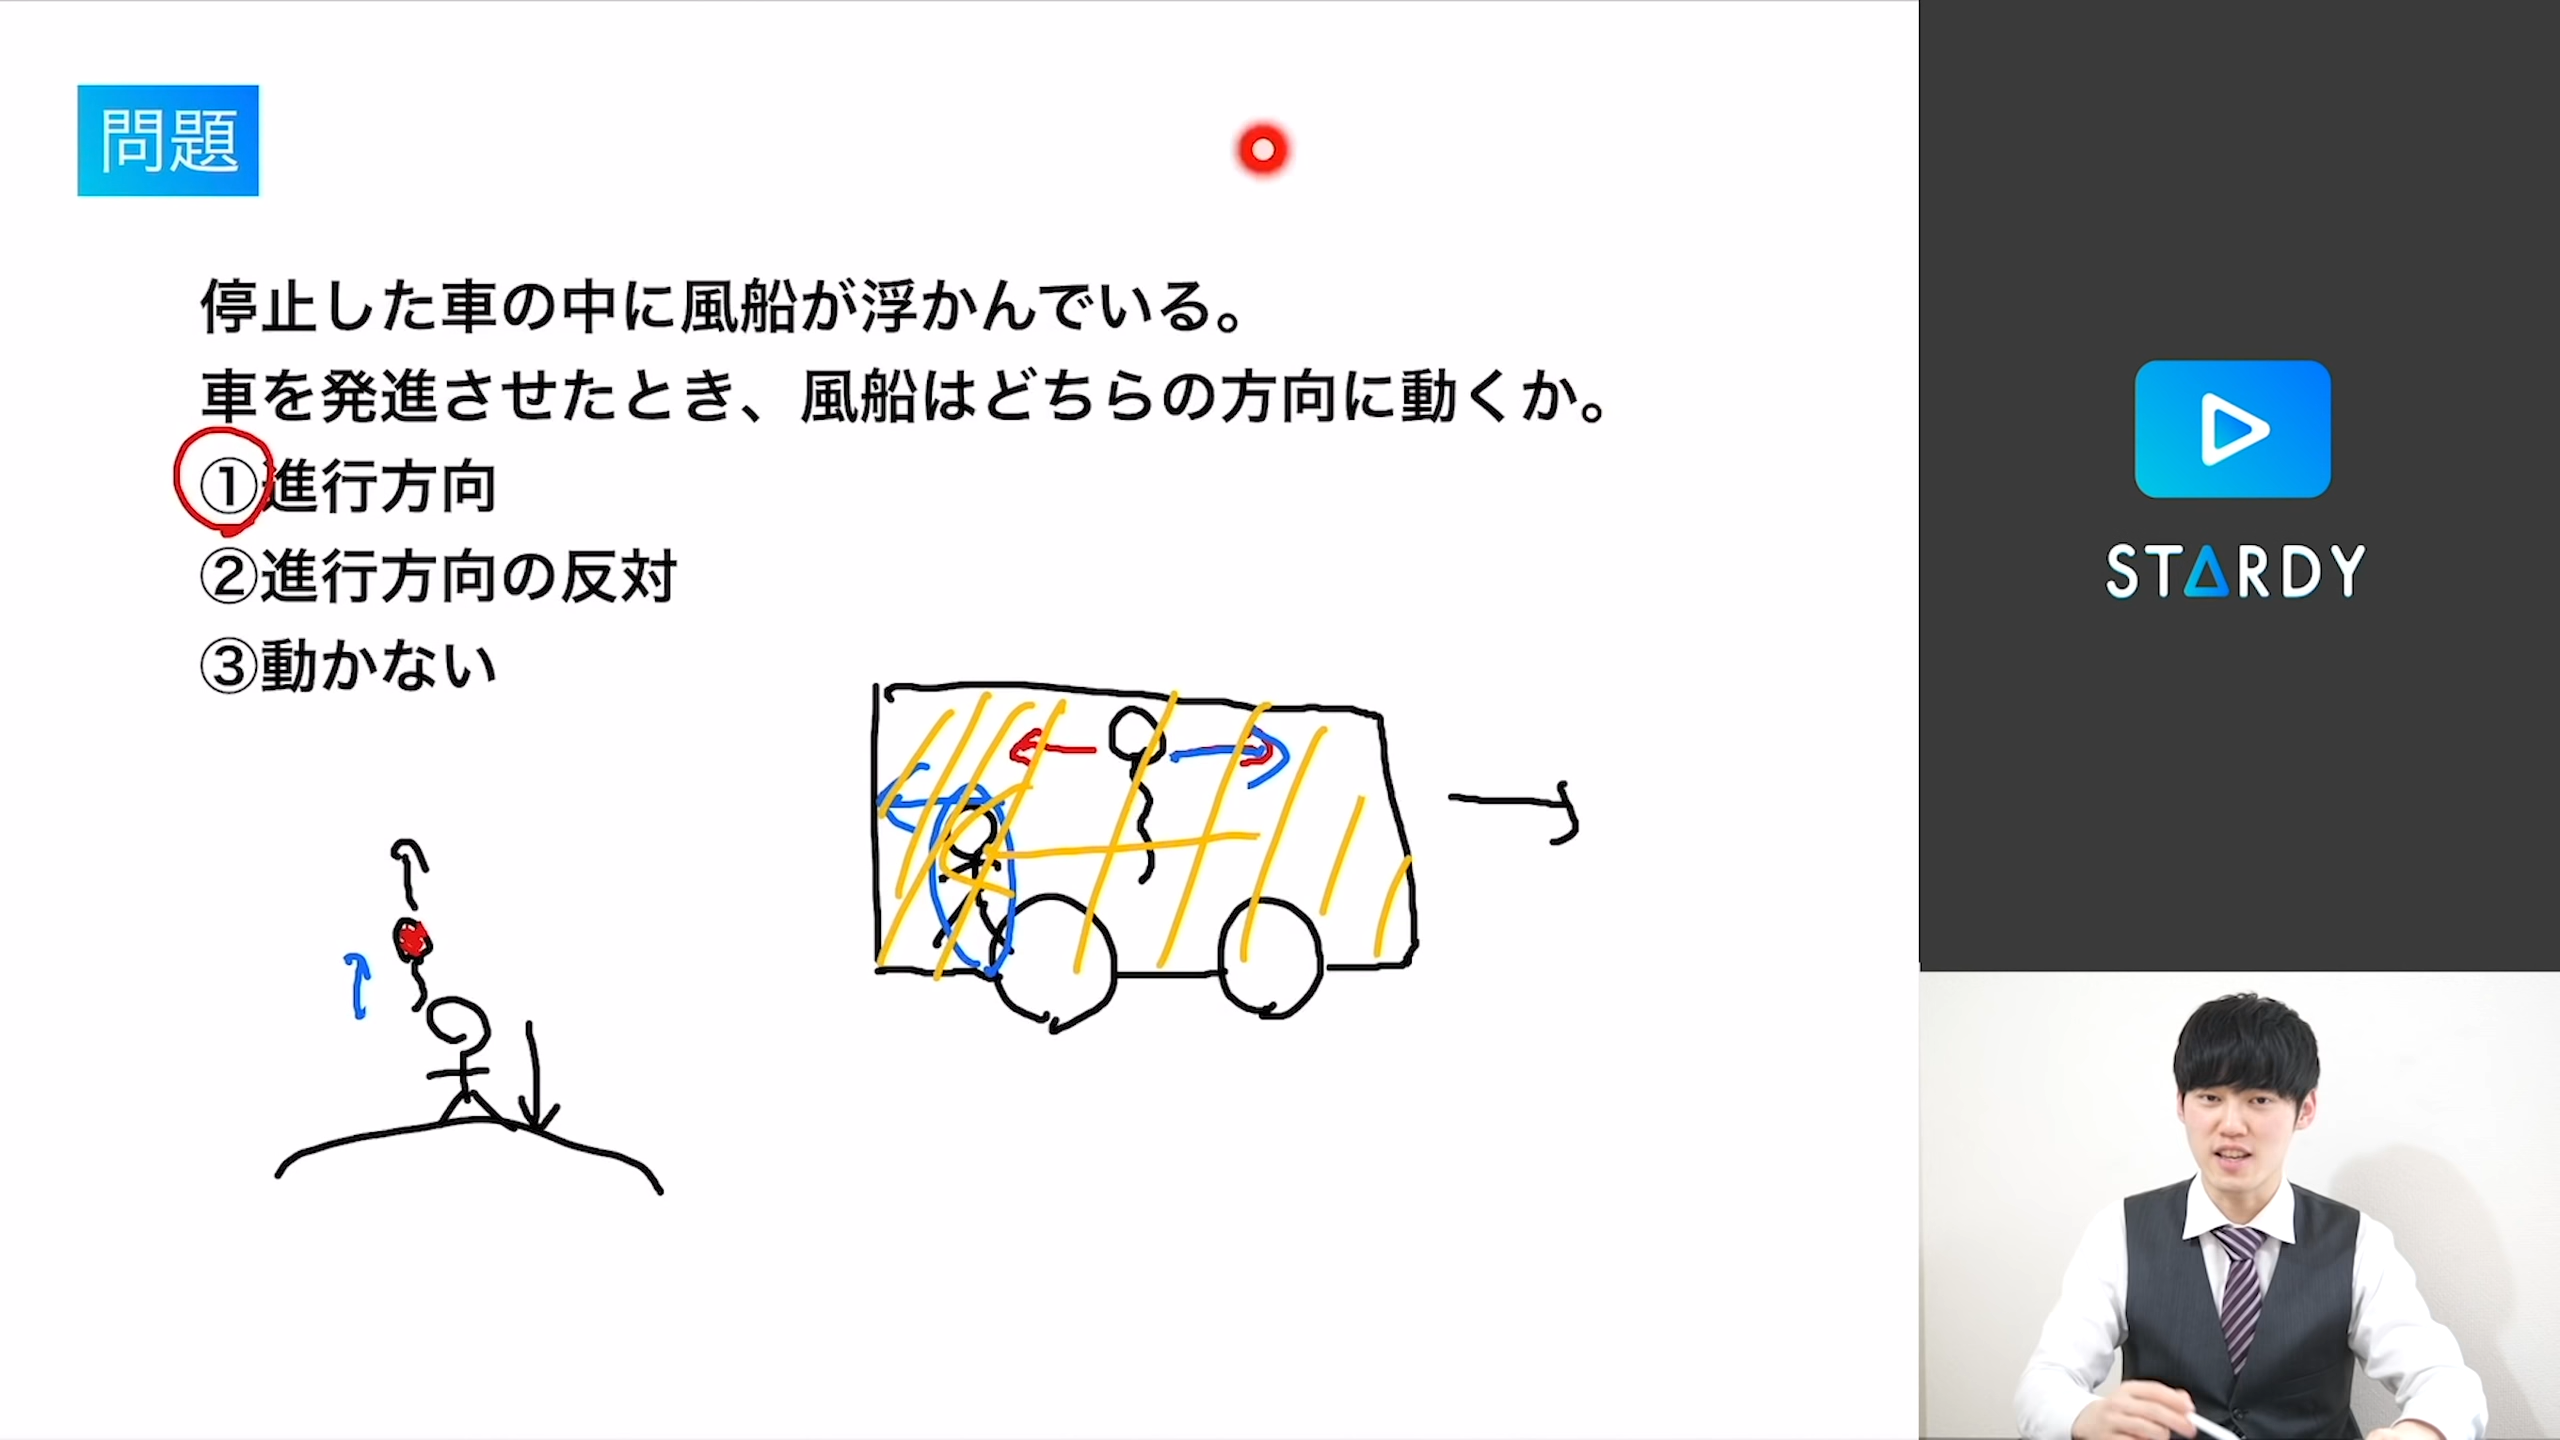 問題
停止した車の中に風船が浮かんでいる。
車を発進させたとき、風船はどちらの方向に動くか。
①進行方向
②進行方向の反対
③動かない
STARDY